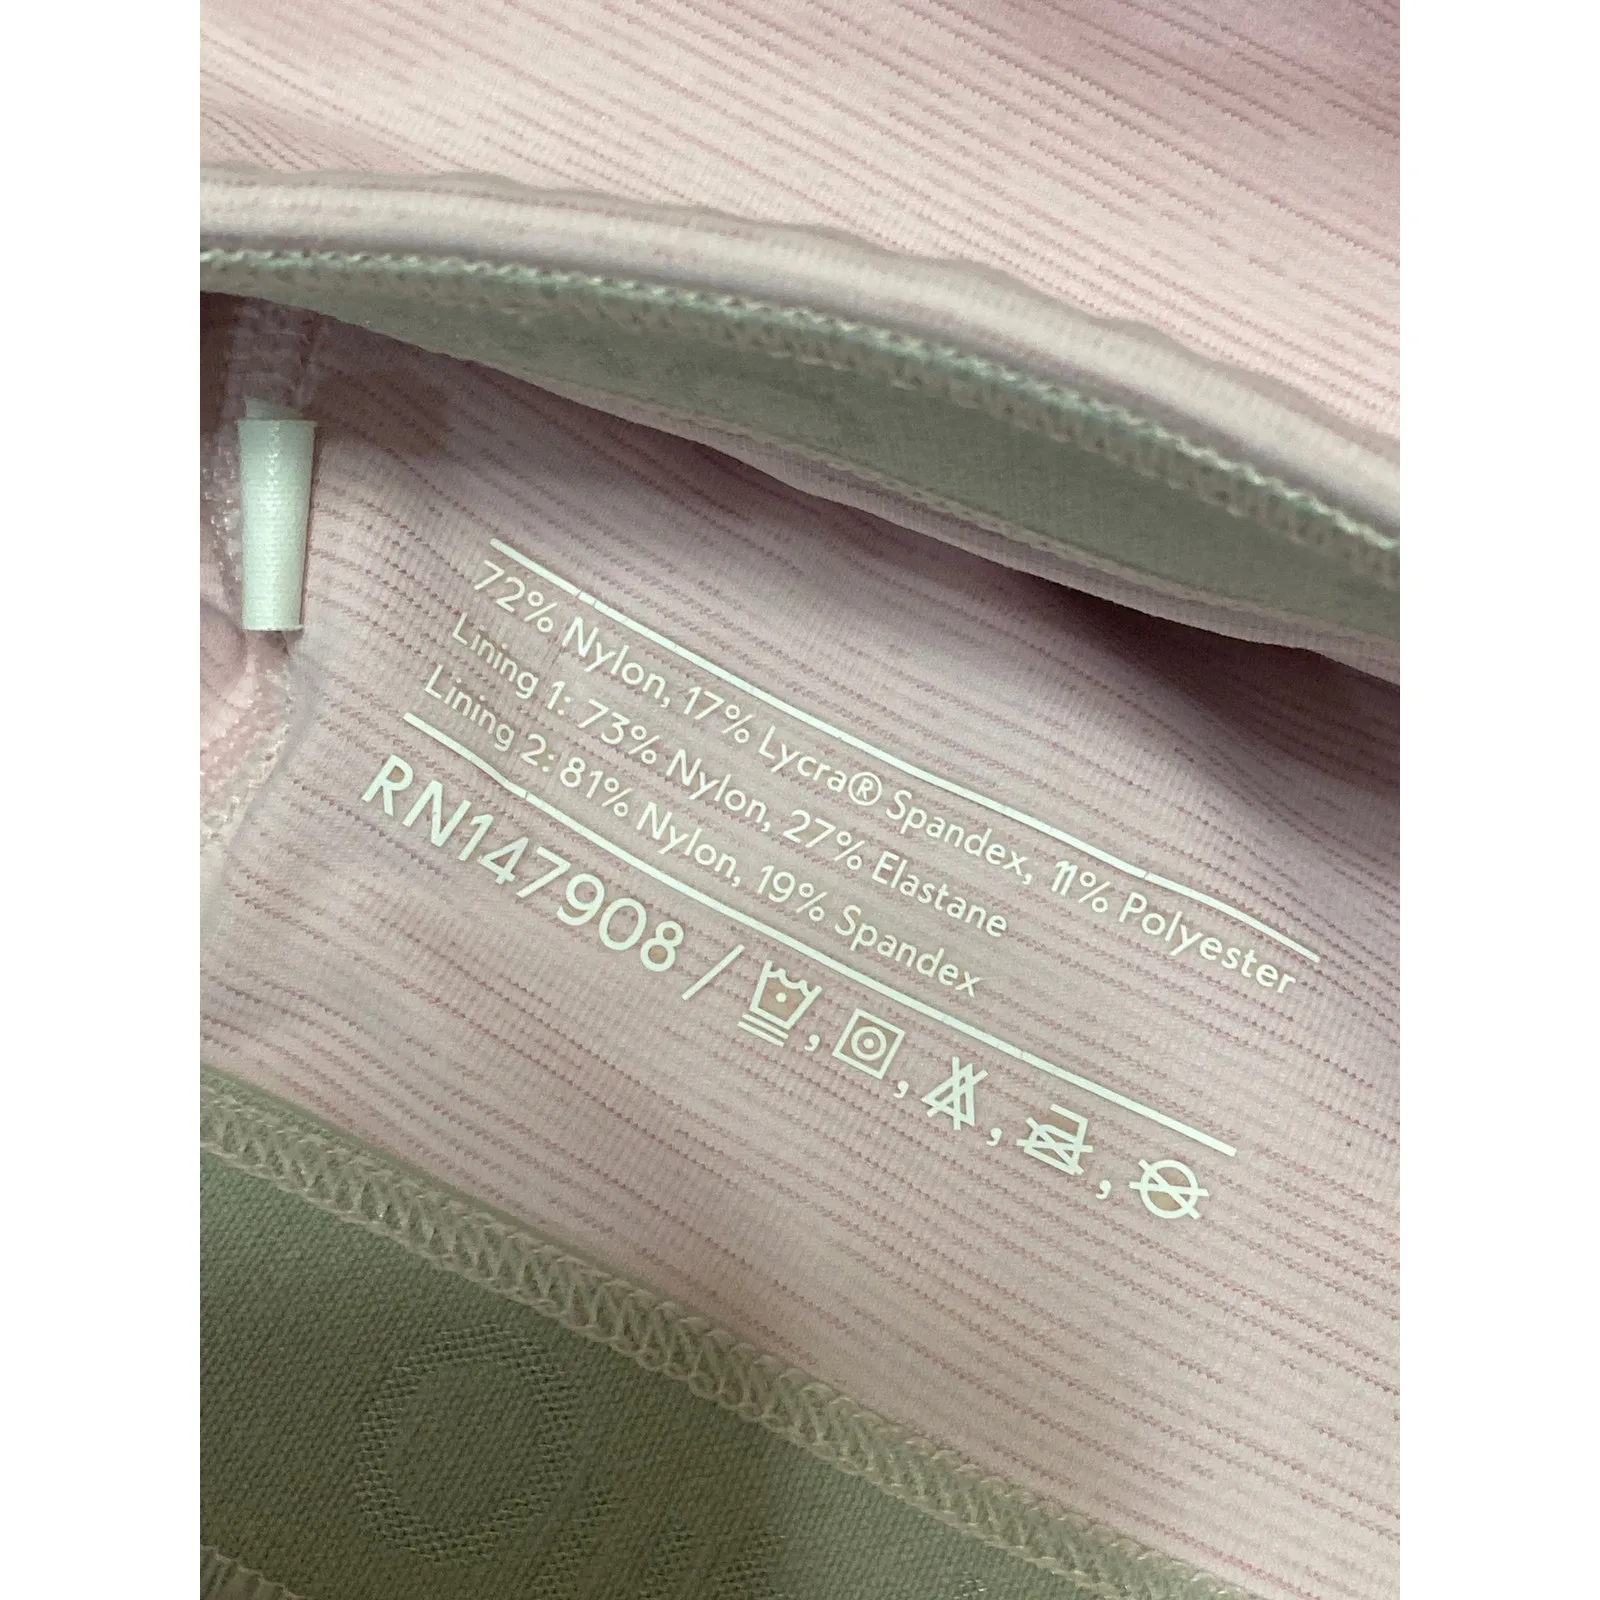 72% Nylon, 17% Lycra® Spandex, 11% Polyester
Lining 1: 73% Nylon, 27% Elastane
Lining 2: 81% Nylon, 19% Spandex
RN147908 /